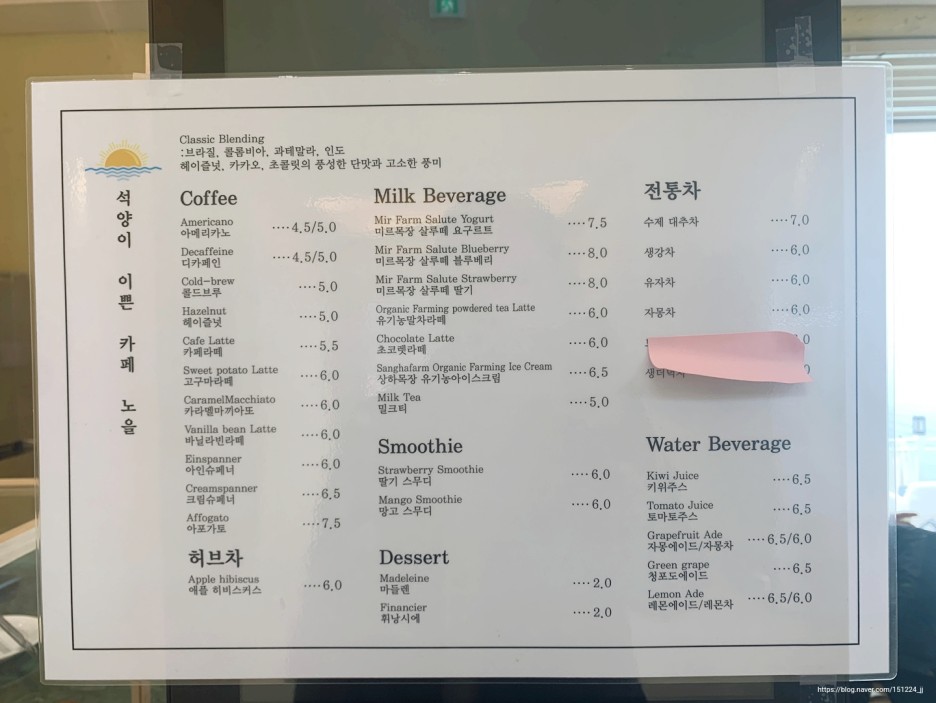 석양이 이쁜 카페 노을
Classic Blending
:브라질, 콜롬비아, 과테말라, 인도
헤이즐넛, 카카오, 초콜릿의 풍성한 단맛과 고소한 풍미
Coffee
Americano
아메리카노 ····4.5/5.0
Decaffeine
디카페인 ····4.5/5.0
Cold-brew
콜드브루 ····5.0
Hazelnut
헤이즐넛 ····5.0
Cafe Latte
카페라떼 ····5.5
Sweet potato Latte
고구마라떼 ····6.0
CaramelMacchiato
카라멜마끼아또 ····6.0
Vanilla bean Latte
바닐라빈라떼 ····6.0
Einspanner
아인슈페너 ····6.0
Creamspanner
크림슈페너 ····6.5
Affogato
아포가토 ····7.5
허브차
Apple hibiscus
애플 히비스커스 ····6.0
Milk Beverage
Mir Farm Salute Yogurt
미르목장 살루떼 요구르트 ····7.5
Mir Farm Salute Blueberry
미르목장 살루떼 블루베리 ····8.0
Mir Farm Salute Strawberry
미르목장 살루떼 딸기 ····8.0
Organic Farming powdered tea Latte
유기농말차라떼 ····6.0
Chocolate Latte
초코렛라떼 ····6.0
Sanghafarm Organic Farming Ice Cream
상하목장 유기농아이스크림 ····6.5
Milk Tea
밀크티 ····5.0
Smoothie
Strawberry Smoothie
딸기 스무디 ····6.0
Mango Smoothie
망고 스무디 ····6.0
Dessert
Madeleine
마들렌 ····2.0
Financier
휘낭시에 ····2.0
전통차
수제 대추차 ····7.0
생강차 ····6.0
유자차 ····6.0
자몽차 ····6.0
Water Beverage
Kiwi Juice
키위주스 ····6.5
Tomato Juice
토마토주스 ····6.5
Grapefruit Ade
자몽에이드/자몽차 ····6.5/6.0
Green grape
청포도에이드 ····6.5
Lemon Ade
레몬에이드/레몬차 ····6.5/6.0
https://blog.naver.com/151224_jj